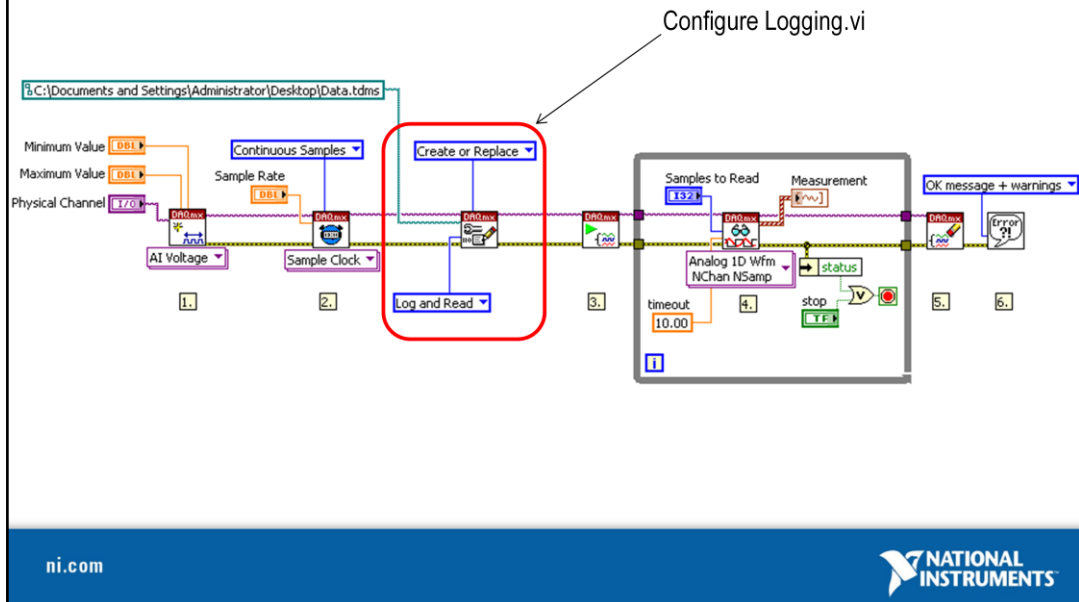 Configure Logging.vi
C:\Documents and Settings\Administrator\Desktop\Data.tdms
Minimum Value DBL
Maximum Value DBL
Physical Channel I/O
Continuous Samples
Sample Rate
DBL
Create or Replace
Samples to Read
I32
Measurement
OK message + warnings
DAQmx
DAQmx
DAQmx
DAQmx
DAQmx
DAQmx
Error
?!
AI Voltage
Sample Clock
Log and Read
Analog 1D Wfm
NChan NSamp
status
stop
TF
timeout
10.00
i
1.
2.
3.
4.
5.
6.
ni.com
NATIONAL
INSTRUMENTS™